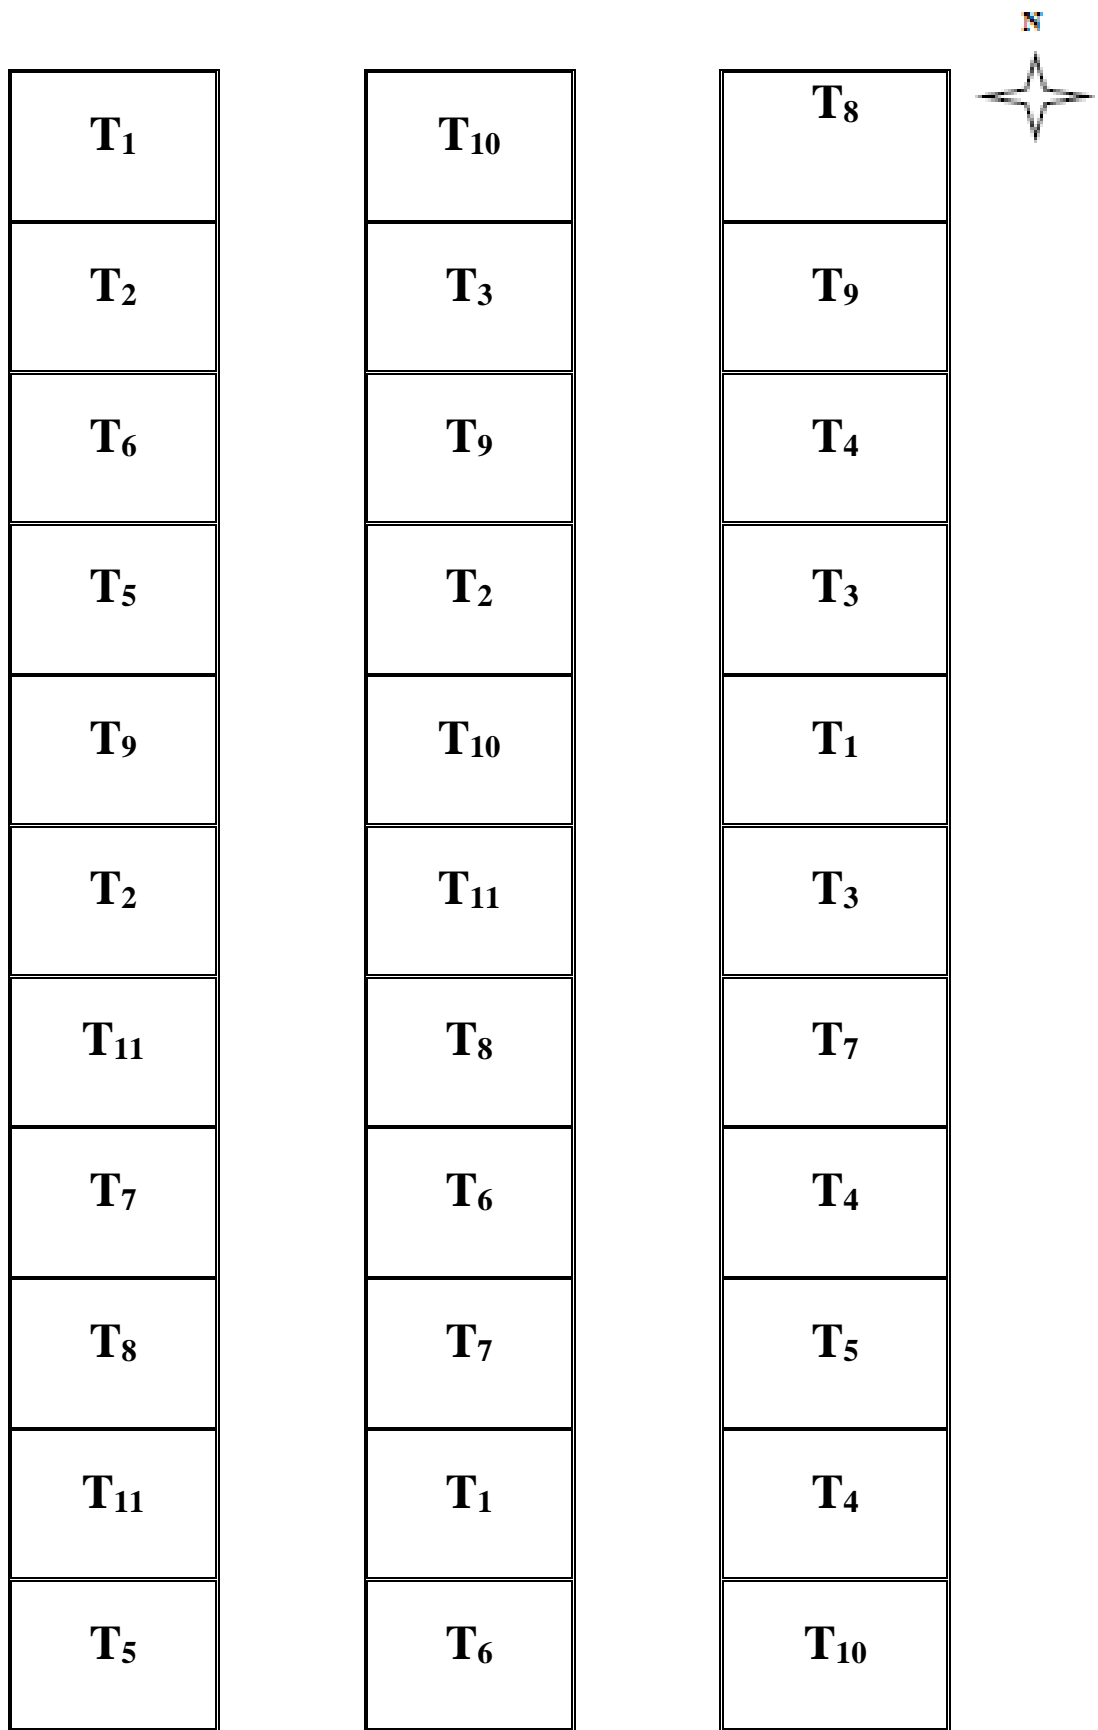 N
T₁ T₁₀ T₈
T₂ T₃ T₉
T₆ T₉ T₄
T₅ T₂ T₃
T₉ T₁₀ T₁
T₂ T₁₁ T₃
T₁₁ T₈ T₇
T₇ T₆ T₄
T₈ T₇ T₅
T₁₁ T₁ T₄
T₅ T₆ T₁₀